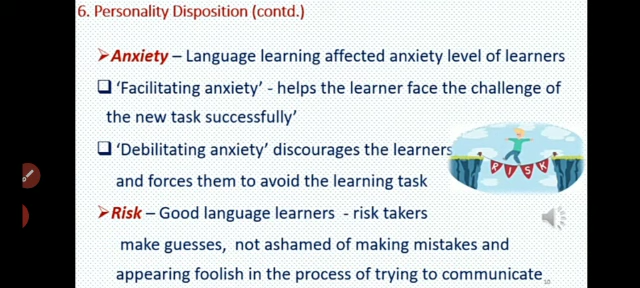 6. Personality Disposition (contd.)
➢Anxiety – Language learning affected anxiety level of learners
❑ ‘Facilitating anxiety’ - helps the learner face the challenge of
the new task successfully’
❑ ‘Debilitating anxiety’ discourages the learners
and forces them to avoid the learning task
RISK
➢Risk – Good language learners - risk takers
make guesses, not ashamed of making mistakes and
appearing foolish in the process of trying to communicate
10